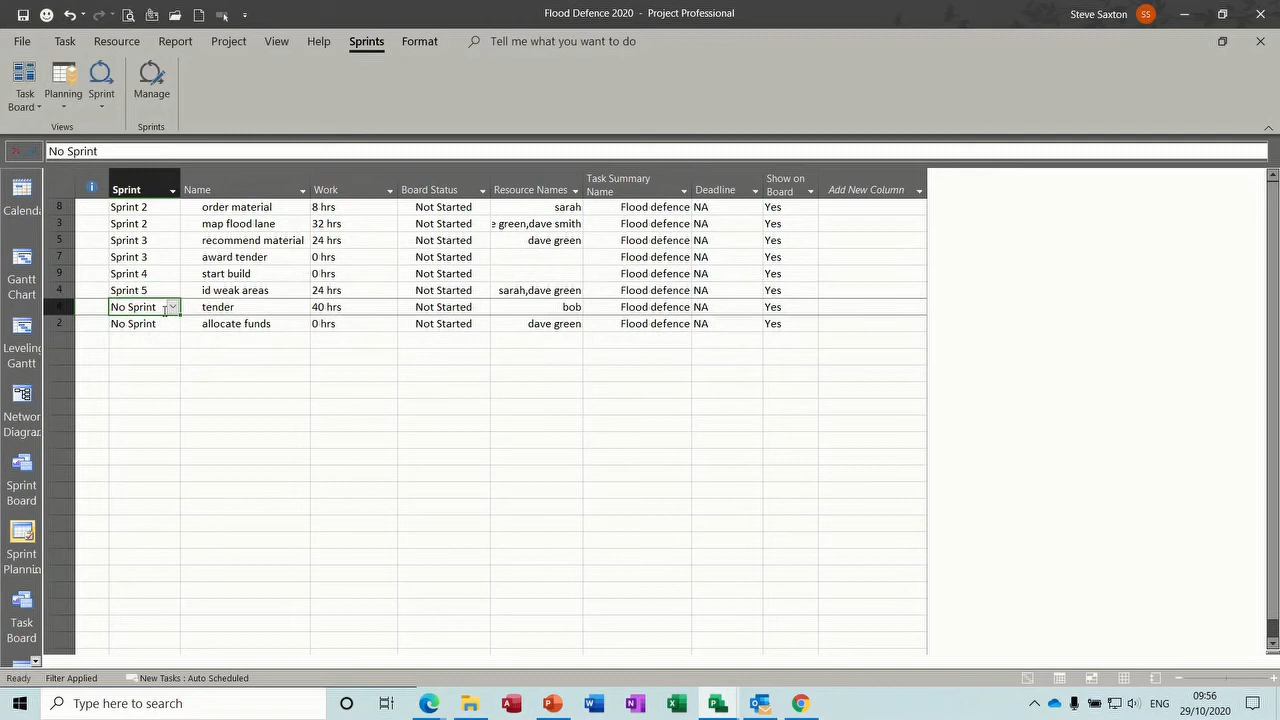 Flood Defence 2020 - Project Professional
Steve Saxton SS
File Task Resource Report Project View Help Sprints Format Tell me what you want to do
Task Board Planning Sprint Manage
Views Sprints
No Sprint
Sprint Name Work Board Status Resource Names Task Summary Name Deadline Show on Board Add New Column
8 Sprint 2 order material 8 hrs Not Started sarah Flood defence NA Yes
3 Sprint 2 map flood lane 32 hrs Not Started e green,dave smith Flood defence NA Yes
5 Sprint 3 recommend material 24 hrs Not Started dave green Flood defence NA Yes
7 Sprint 3 award tender 0 hrs Not Started Flood defence NA Yes
9 Sprint 4 start build 0 hrs Not Started Flood defence NA Yes
4 Sprint 5 id weak areas 24 hrs Not Started sarah,dave green Flood defence NA Yes
No Sprint tender 40 hrs Not Started bob Flood defence NA Yes
2 No Sprint allocate funds 0 hrs Not Started dave green Flood defence NA Yes
Calenda
Gantt
Chart
Leveling
Gantt
Network
Diagra
Sprint
Board
Sprint
Plannin
Task
Board
Ready Filter Applied New Tasks : Auto Scheduled
Type here to search
ENG
09:56
29/10/2020